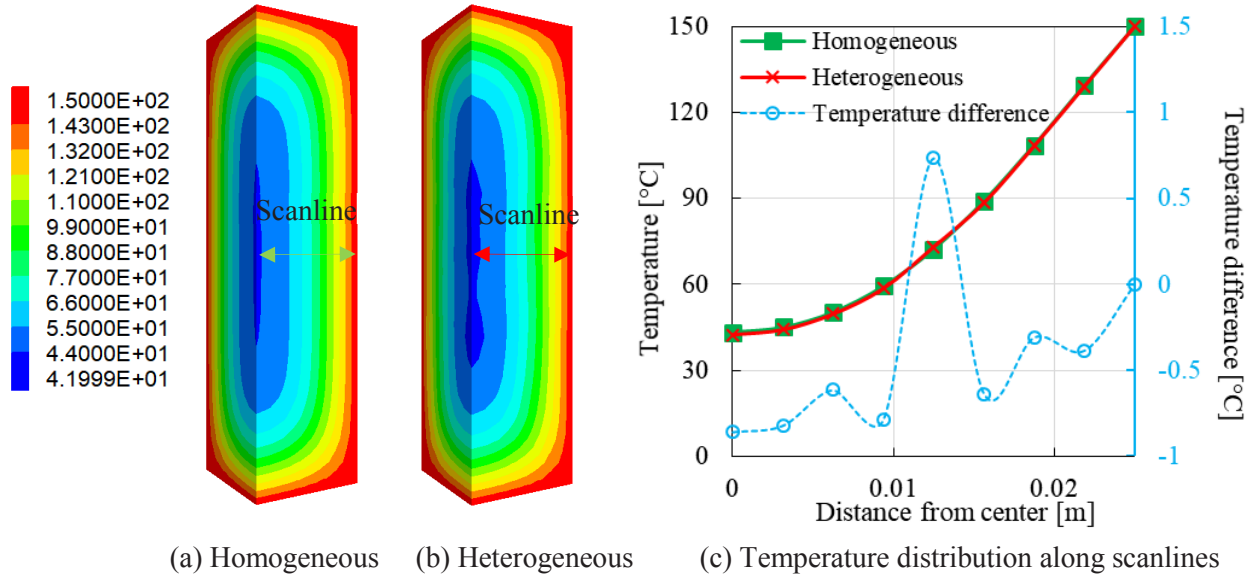 1.5000E+02
1.4300E+02
1.3200E+02
1.2100E+02
1.1000E+02
9.9000E+01
8.8000E+01
7.7000E+01
6.6000E+01
5.5000E+01
4.4000E+01
4.1999E+01
Scanline
Scanline
(a) Homogeneous
(b) Heterogeneous
Homogeneous
Heterogeneous
Temperature difference
Temperature [°C]
150
120
90
60
30
0
0
0.01
0.02
Distance from center [m]
1.5
1
0.5
0
-0.5
-1
Temperature
difference [°C]
(c) Temperature distribution along scanlines